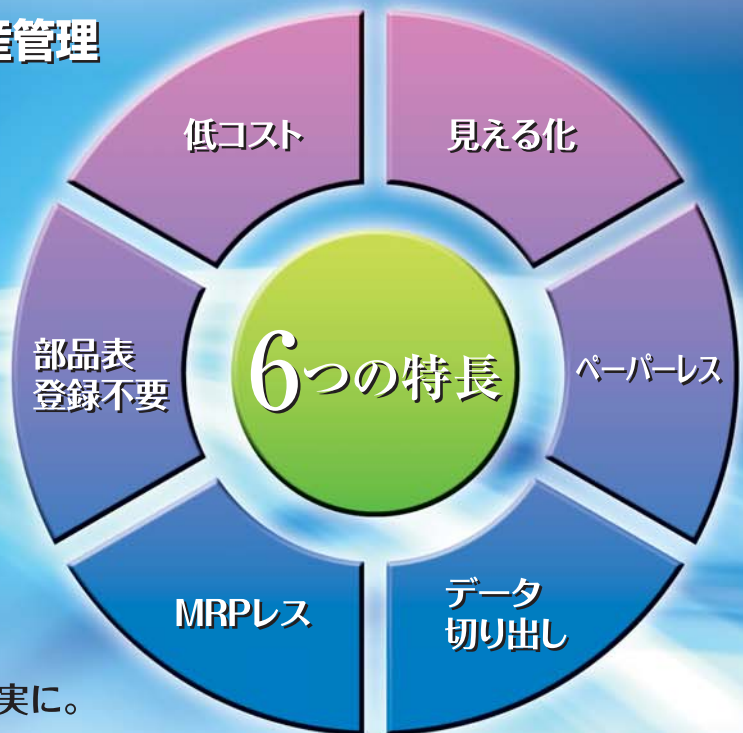 産管理
低コスト
見える化
部品表
登録不要
6つの特長
ペーパーレス
MRPレス
データ
切り出し
実に。